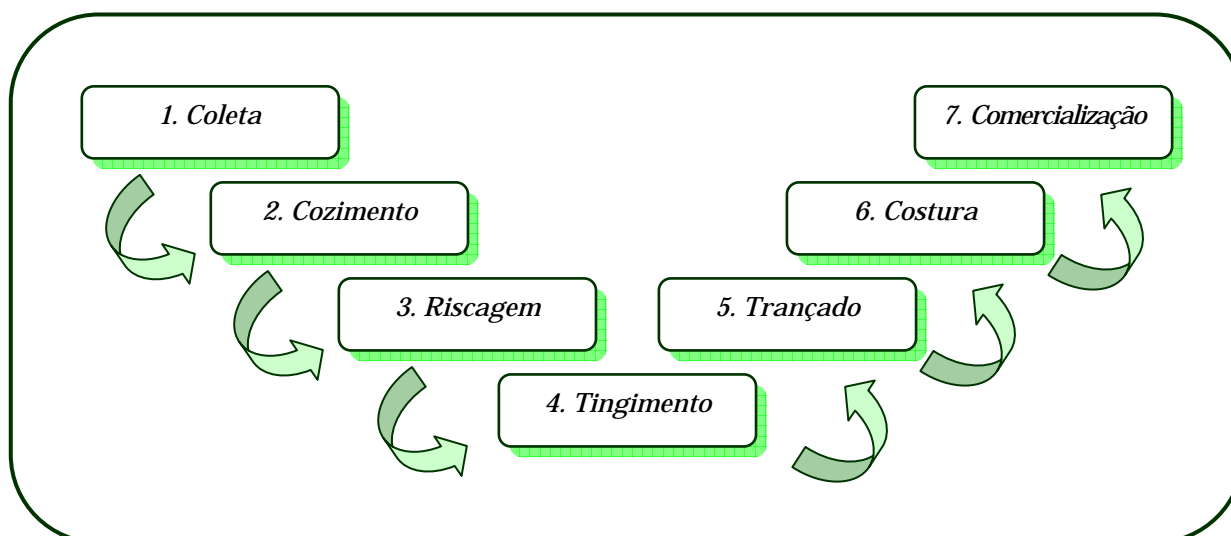 1. Coleta
2. Cozimento
3. Riscagem
4. Tingimento
5. Trançado
6. Costura
7. Comercialização